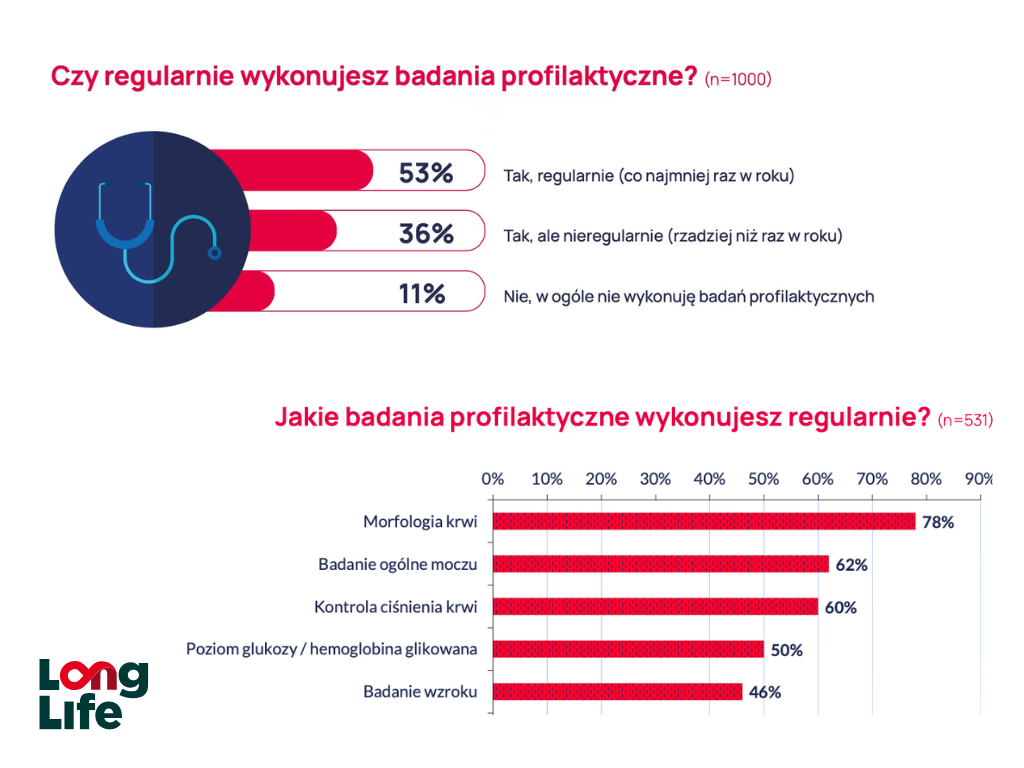 Czy regularnie wykonujesz badania profilaktyczne? (n=1000)
53% Tak, regularnie (co najmniej raz w roku)
36% Tak, ale nieregularnie (rzadziej niż raz w roku)
11% Nie, w ogóle nie wykonuję badań profilaktycznych
Jakie badania profilaktyczne wykonujesz regularnie? (n=531)
0% 10% 20% 30% 40% 50% 60% 70% 80% 90%
Morfologia krwi 78%
Badanie ogólne moczu 62%
Kontrola ciśnienia krwi 60%
Poziom glukozy / hemoglobina glikowana 50%
Badanie wzroku 46%
Long
Life